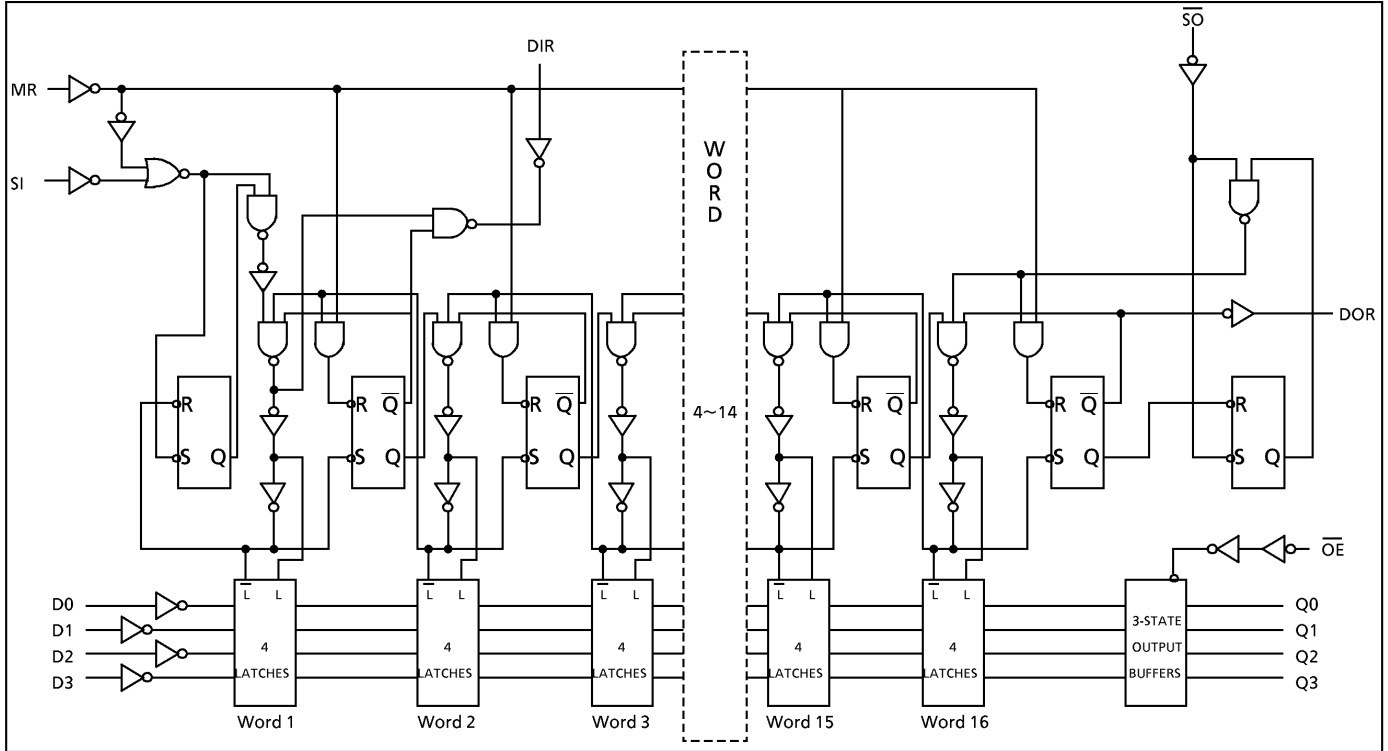 S̅O̅
DIR
MR
W
O
R
D
SI
DOR
R Q̅ R Q̅ R Q̅ R Q̅ R
4~14
R
S Q S Q S Q S Q S Q S Q
O̅E̅
L̅ L L̅ L L̅ L L̅ L L̅ L
D0 Q0
D1 3-STATE Q1
D2 4 4 4 4 4 OUTPUT Q2
D3 LATCHES LATCHES LATCHES LATCHES LATCHES BUFFERS Q3
Word 1 Word 2 Word 3 Word 15 Word 16